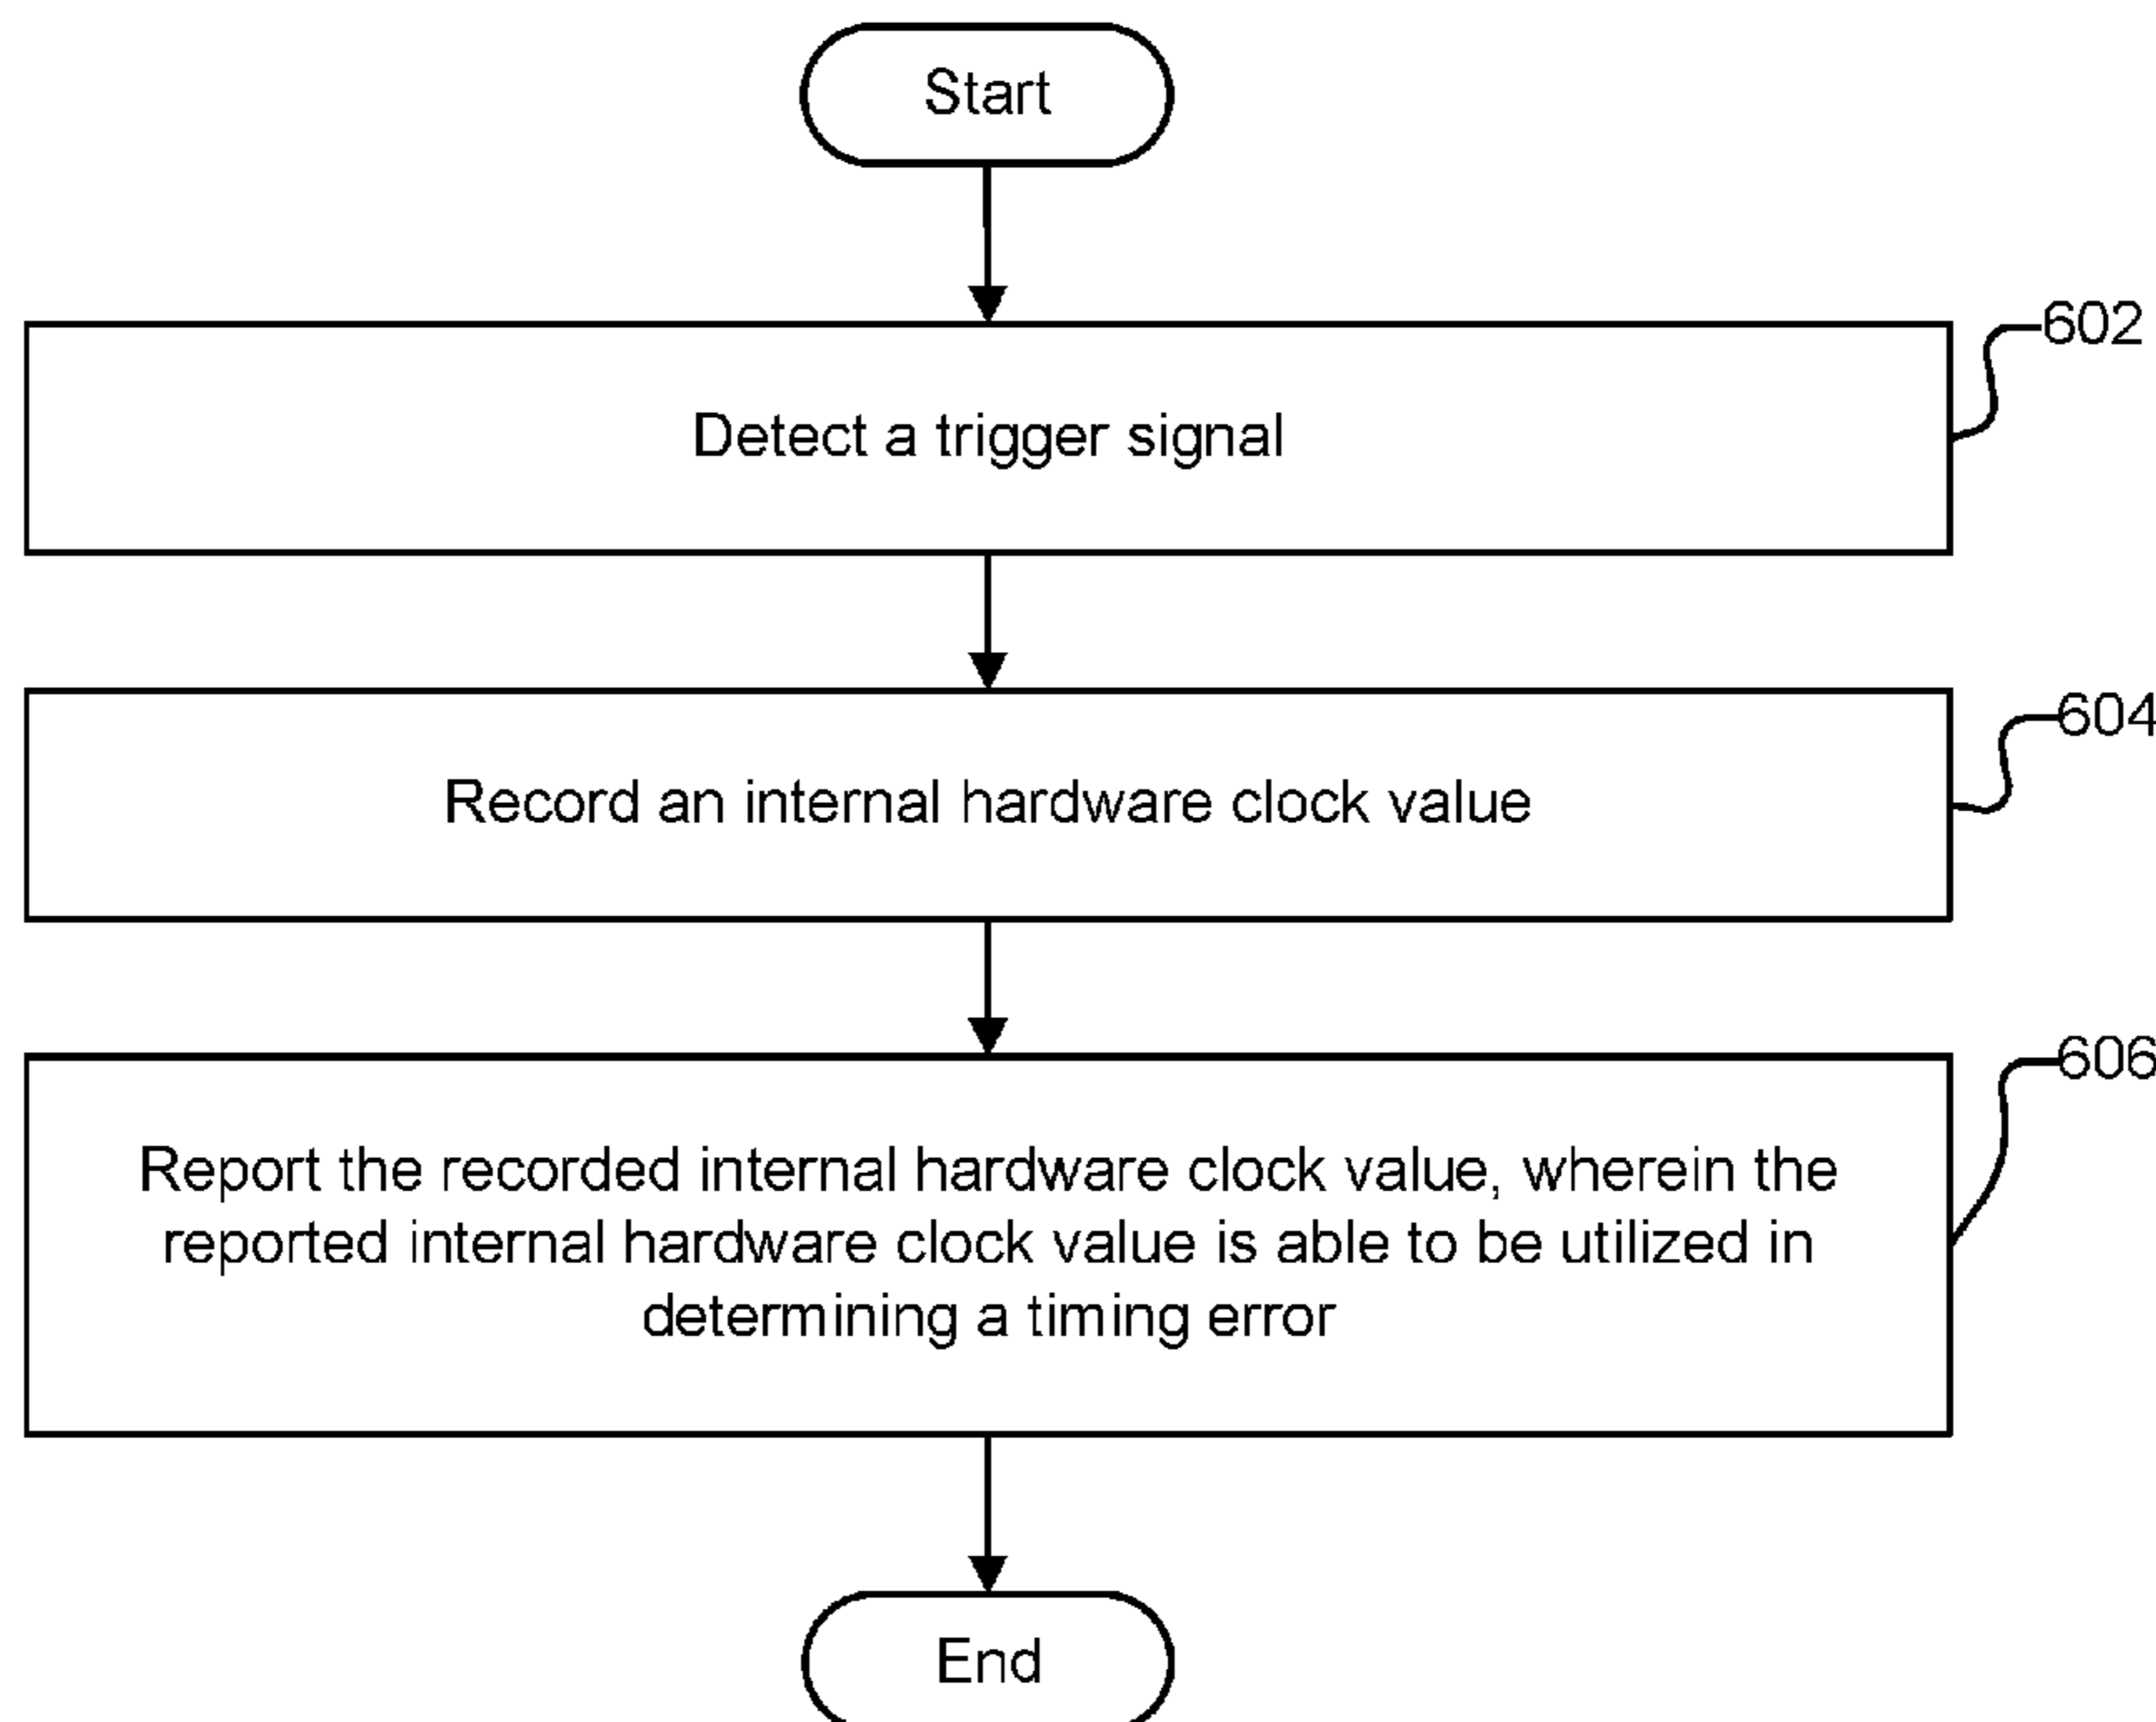 Start
602
Detect a trigger signal
604
Record an internal hardware clock value
606
Report the recorded internal hardware clock value, wherein the
reported internal hardware clock value is able to be utilized in
determining a timing error
End